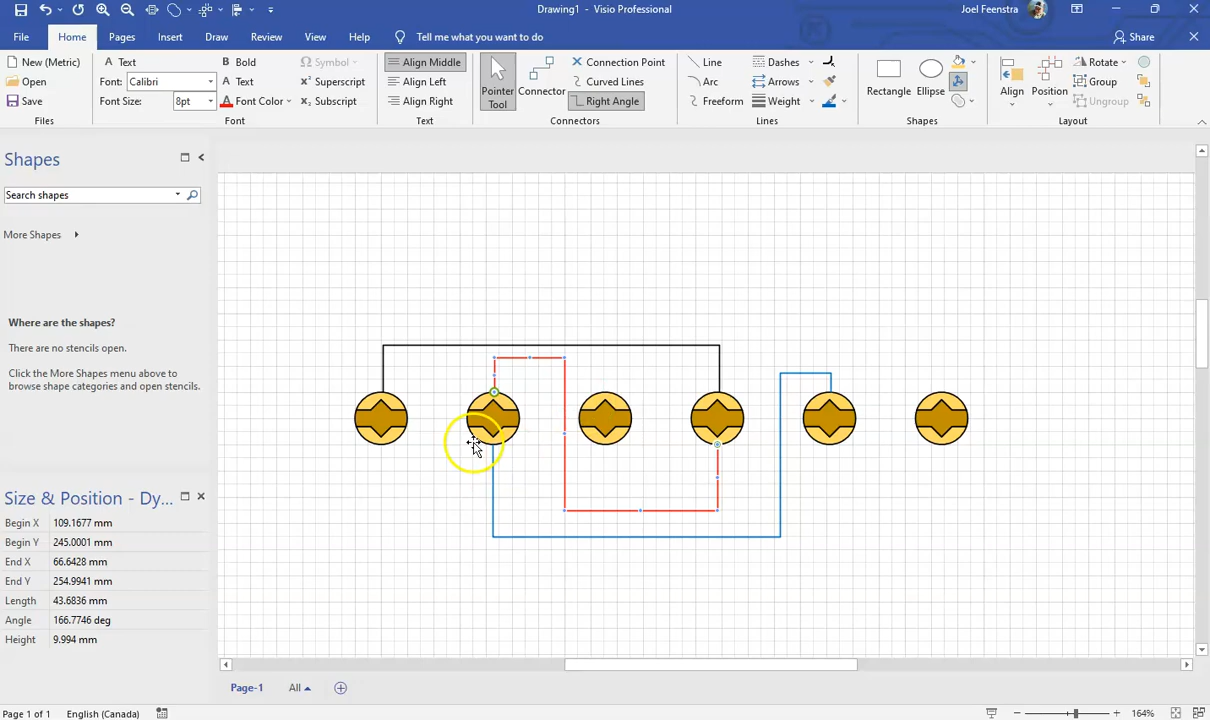 Drawing1 - Visio Professional
Joel Feenstra
File Home Pages Insert Draw Review View Help Tell me what you want to do Share
New (Metric)
Open
Save
Files
Text
Bold
Symbol
Font: Calibri
Text
Superscript
Font Size: 8pt
Font Color
Subscript
Font
Align Middle
Align Left
Align Right
Text
Pointer Tool
Connector
Connection Point
Curved Lines
Right Angle
Connectors
Line
Dashes
Arc
Arrows
Freeform
Weight
Lines
Rectangle
Ellipse
Shapes
Align
Position
Rotate
Group
Ungroup
Layout
Shapes
Search shapes
More Shapes
Where are the shapes?
There are no stencils open.
Click the More Shapes menu above to
browse shape categories and open stencils.
Size & Position - Dy...
Begin X 109.1677 mm
Begin Y 245.0001 mm
End X 66.6428 mm
End Y 254.9941 mm
Length 43.6836 mm
Angle 166.7746 deg
Height 9.994 mm
Page-1 All
Page 1 of 1 English (Canada) 164%